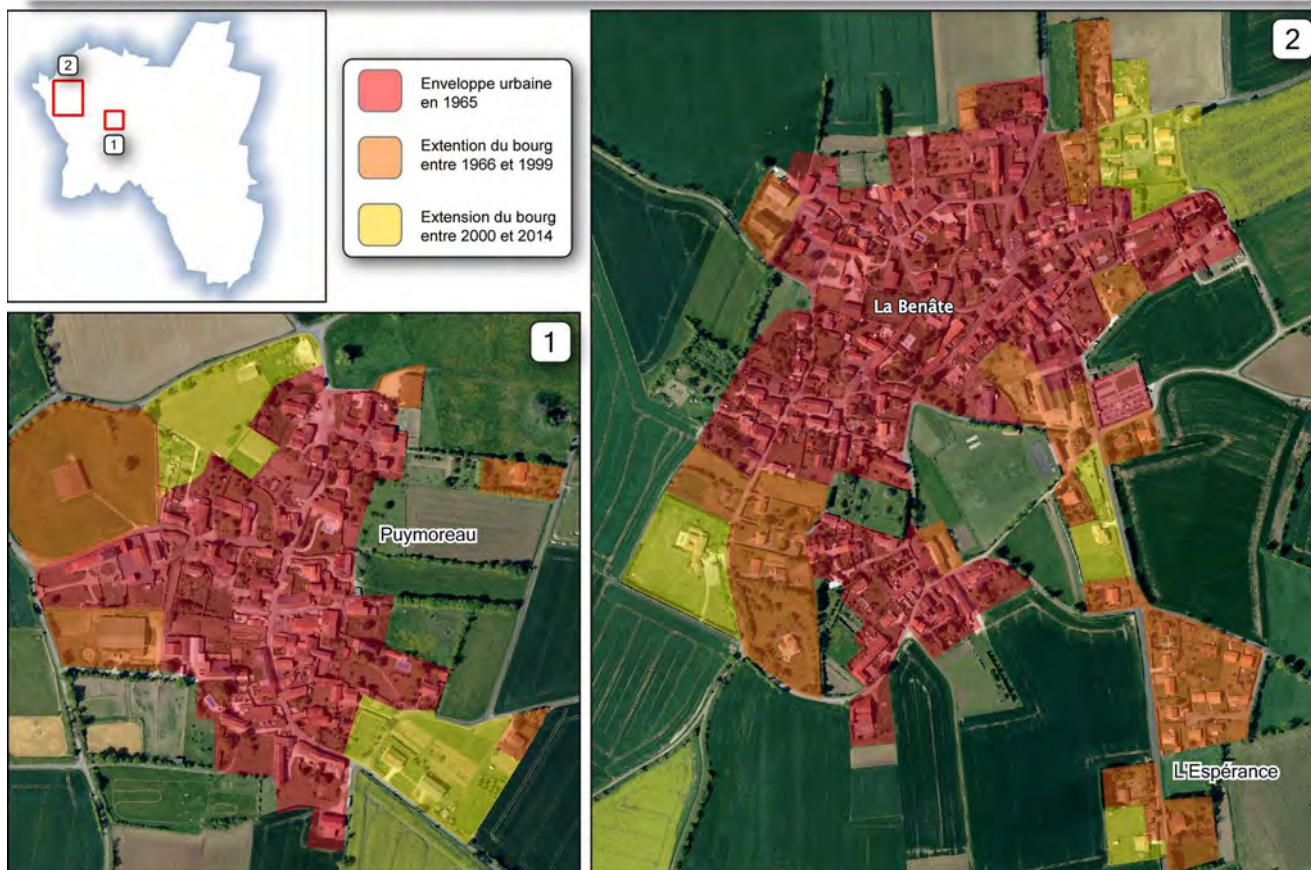 2
1
Enveloppe urbaine
en 1965
Extention du bourg
entre 1966 et 1999
Extension du bourg
entre 2000 et 2014
1
Puymoreau
2
La Benâte
L'Espérance